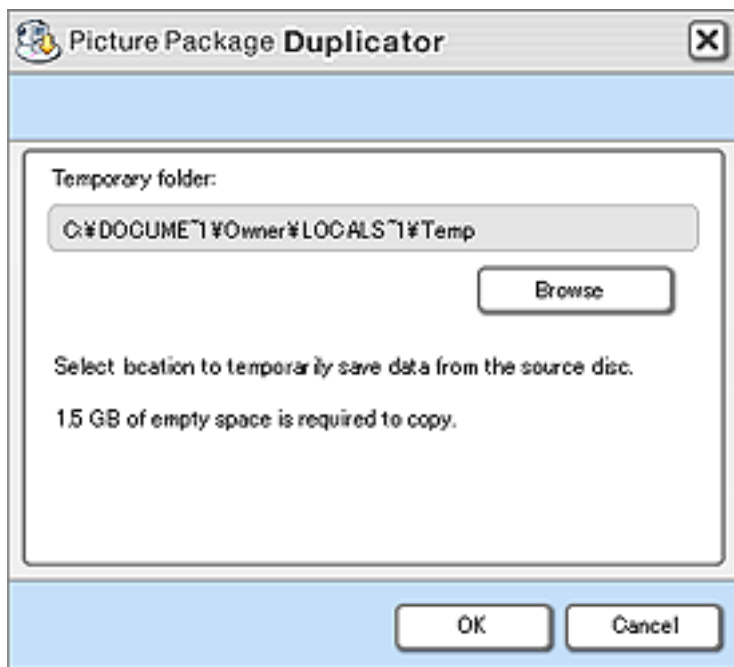 Picture Package Duplicator
Temporary folder:
C:¥DOCUME~1¥Owner¥LOCALS~1¥Temp
Browse
Select location to temporarily save data from the source disc.
1.5 GB of empty space is required to copy.
OK
Cancel